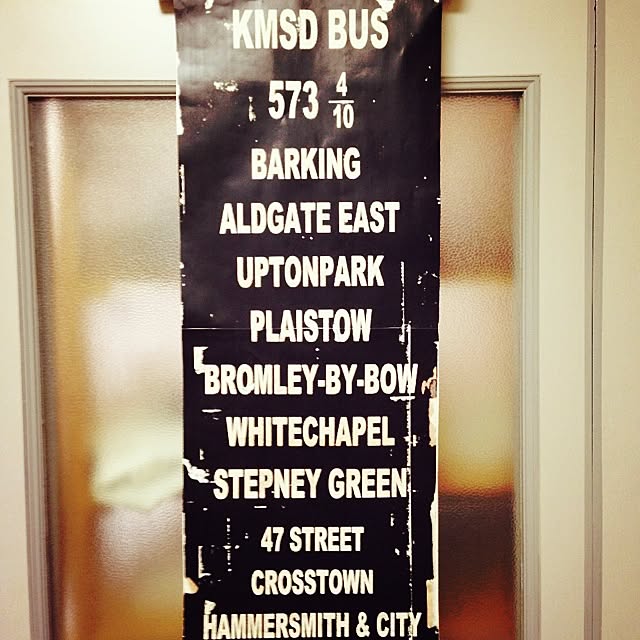 KMSD BUS
573 4/10
BARKING
ALDGATE EAST
UPTONPARK
PLAISTOW
BROMLEY-BY-BOW
WHITECHAPEL
STEPNEY GREEN
47 STREET
CROSSTOWN
HAMMERSMITH & CITY